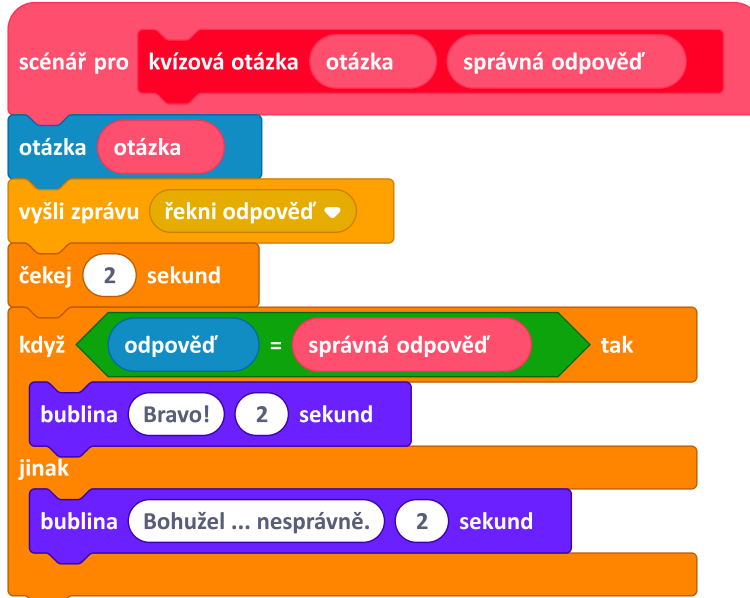 scénář pro kvízová otázka otázka správná odpověď
otázka otázka
vyšli zprávu řekni odpověď
čekej 2 sekund
když odpověď = správná odpověď tak
bublina Bravo! 2 sekund
jinak
bublina Bohužel ... nesprávně. 2 sekund